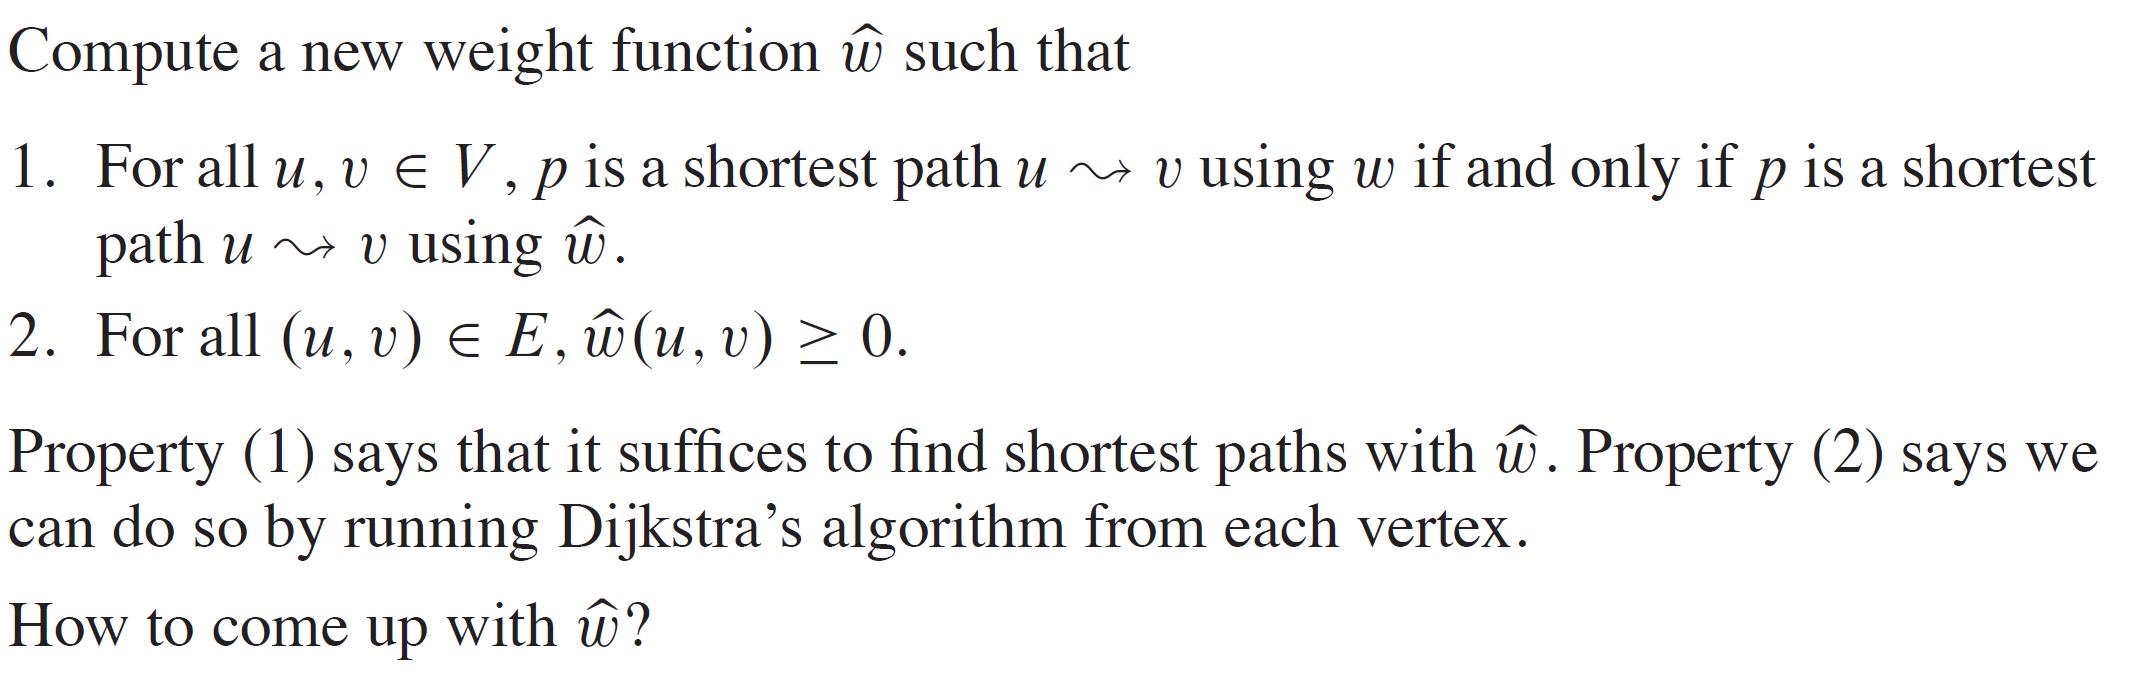 Compute a new weight function ŵ such that
1. For all u, v ∈ V, p is a shortest path u ⇝ v using w if and only if p is a shortest
path u ⇝ v using ŵ.
2. For all (u, v) ∈ E, ŵ(u, v) ≥ 0.
Property (1) says that it suffices to find shortest paths with ŵ. Property (2) says we
can do so by running Dijkstra’s algorithm from each vertex.
How to come up with ŵ?